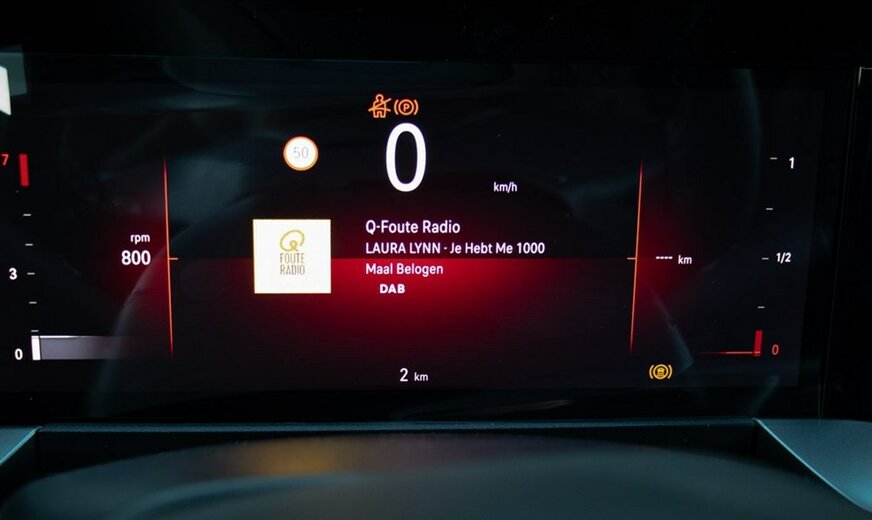 P
50
0
km/h
7
1
Q-Foute Radio
FOUTE
RADIO
LAURA LYNN · Je Hebt Me 1000
Maal Belogen
DAB
rpm
800
---- km
1/2
3
0
0
2 km